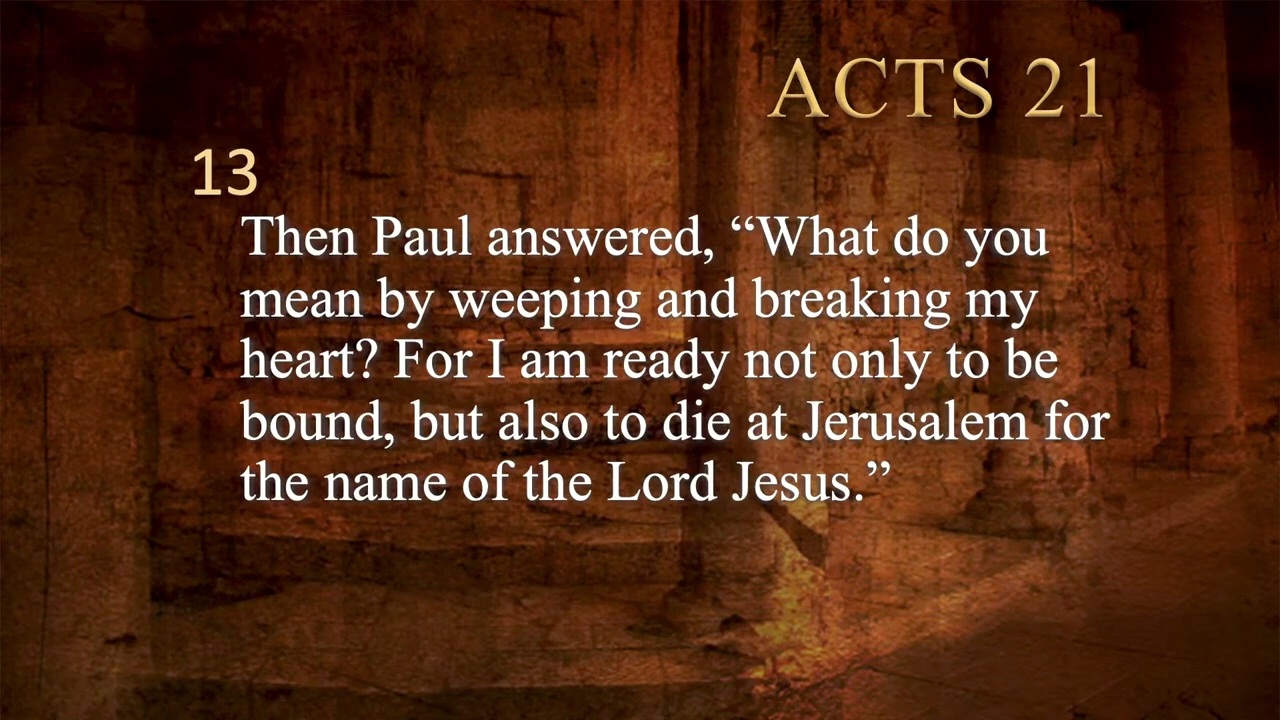 ACTS 21
13
Then Paul answered, “What do you
mean by weeping and breaking my
heart? For I am ready not only to be
bound, but also to die at Jerusalem for
the name of the Lord Jesus.”